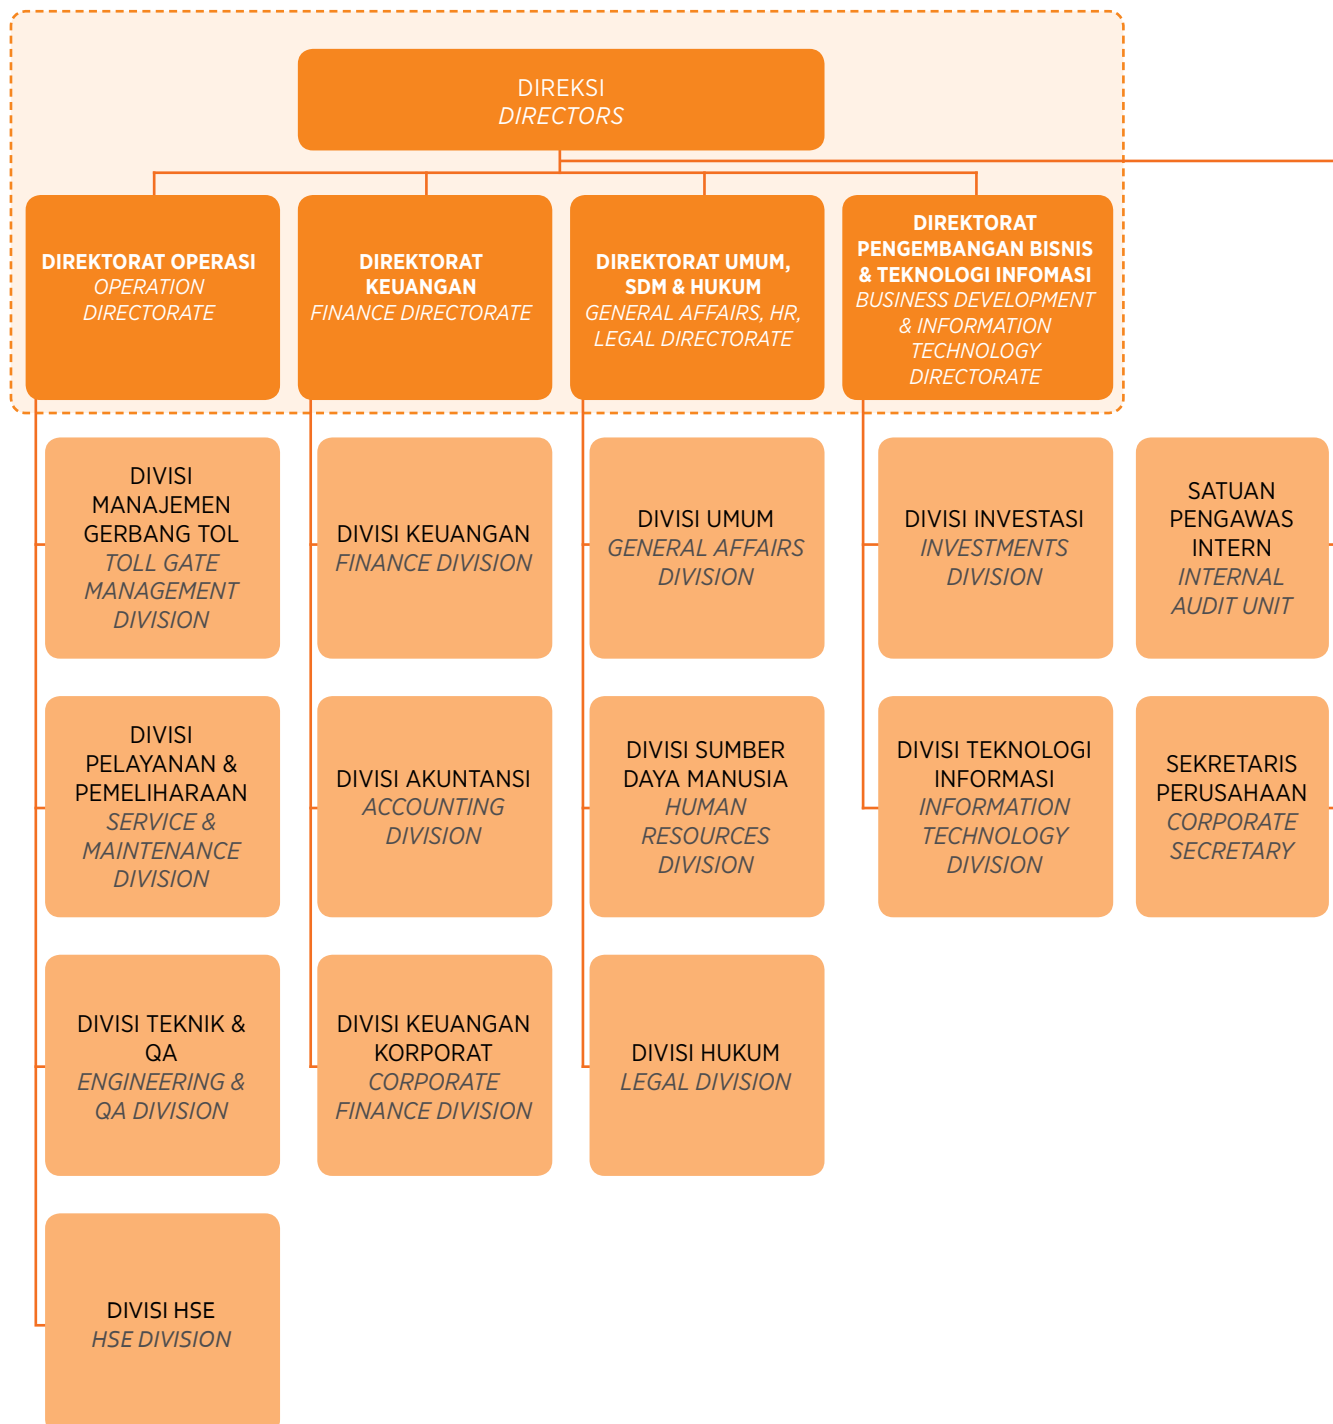 DIREKSI
DIRECTORS
DIREKTORAT OPERASI
OPERATION
DIRECTORATE
DIREKTORAT
KEUANGAN
FINANCE DIRECTORATE
DIREKTORAT UMUM,
SDM & HUKUM
GENERAL AFFAIRS, HR,
LEGAL DIRECTORATE
DIREKTORAT
PENGEMBANGAN BISNIS
& TEKNOLOGI INFOMASI
BUSINESS DEVELOPMENT
& INFORMATION
TECHNOLOGY
DIRECTORATE
DIVISI
MANAJEMEN
GERBANG TOL
TOLL GATE
MANAGEMENT
DIVISION
DIVISI KEUANGAN
FINANCE DIVISION
DIVISI UMUM
GENERAL AFFAIRS
DIVISION
DIVISI INVESTASI
INVESTMENTS
DIVISION
SATUAN
PENGAWAS
INTERN
INTERNAL
AUDIT UNIT
DIVISI
PELAYANAN &
PEMELIHARAAN
SERVICE &
MAINTENANCE
DIVISION
DIVISI AKUNTANSI
ACCOUNTING
DIVISION
DIVISI SUMBER
DAYA MANUSIA
HUMAN
RESOURCES
DIVISION
DIVISI TEKNOLOGI
INFORMASI
INFORMATION
TECHNOLOGY
DIVISION
SEKRETARIS
PERUSAHAAN
CORPORATE
SECRETARY
DIVISI TEKNIK &
QA
ENGINEERING &
QA DIVISION
DIVISI KEUANGAN
KORPORAT
CORPORATE
FINANCE DIVISION
DIVISI HUKUM
LEGAL DIVISION
DIVISI HSE
HSE DIVISION